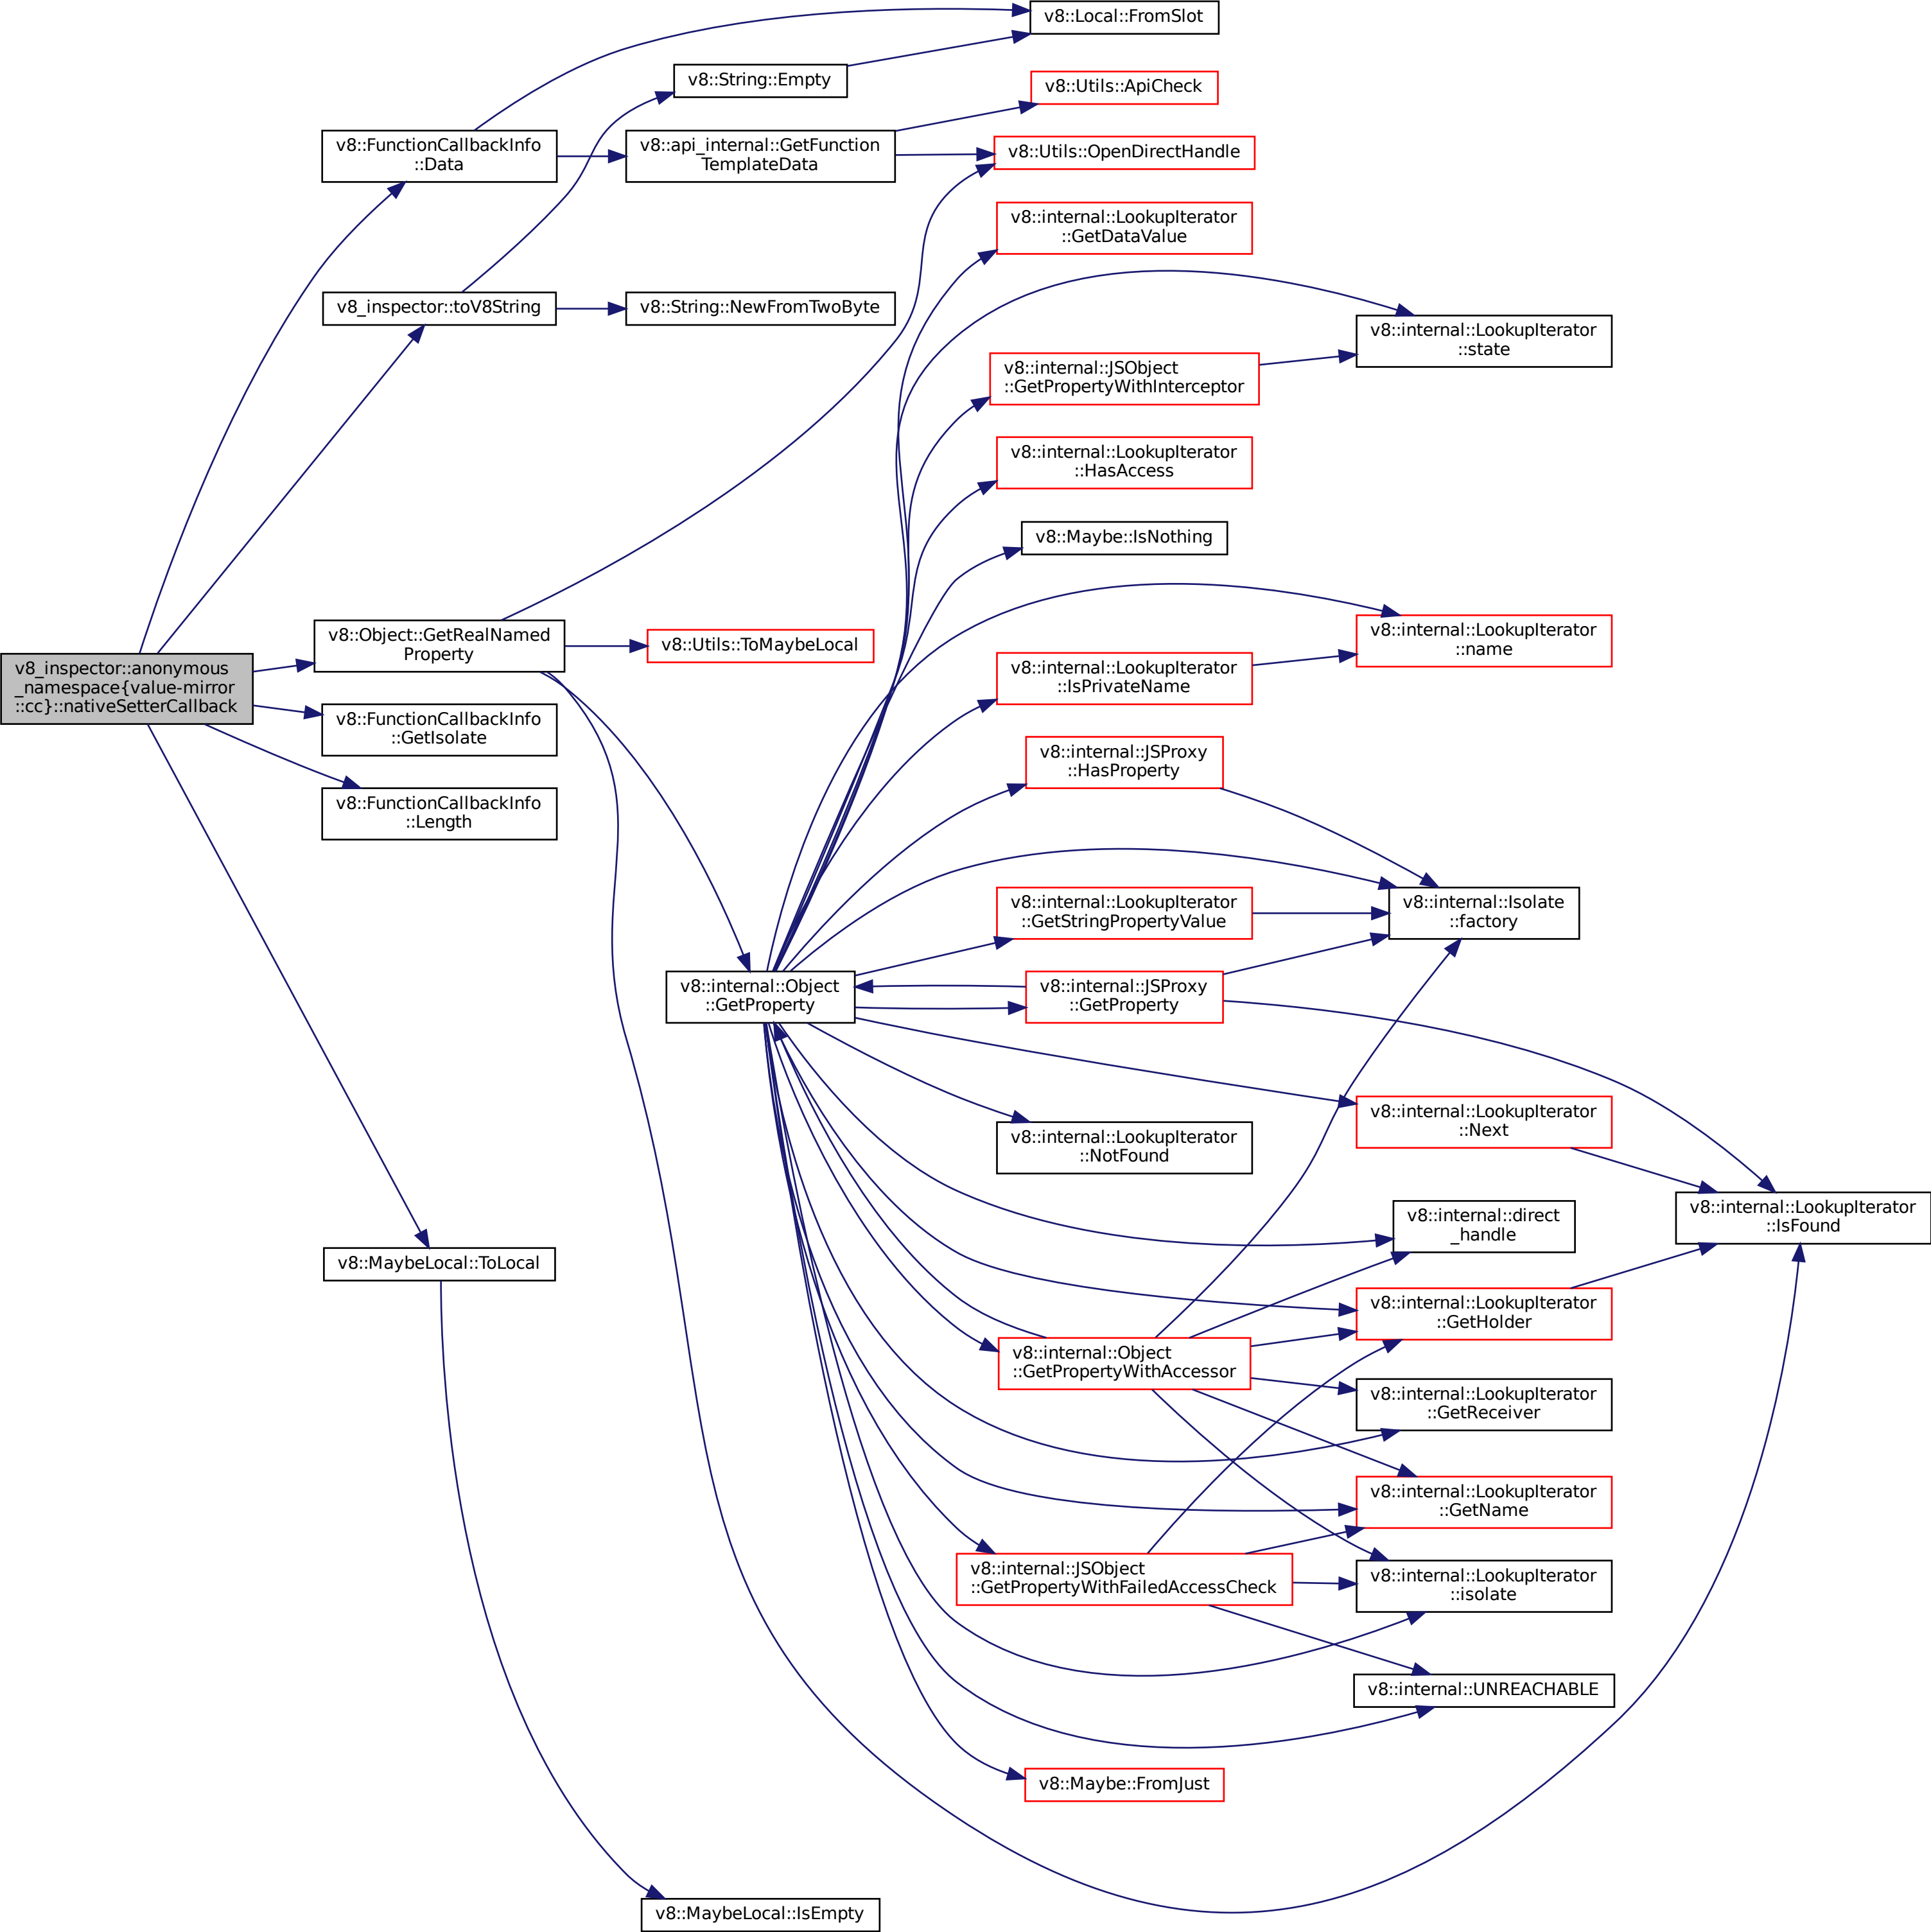 v8::Local::FromSlot
v8::String::Empty
v8::Utils::ApiCheck
v8::FunctionCallbackInfo
::Data
v8::api_internal::GetFunction
TemplateData
v8::Utils::OpenDirectHandle
v8::internal::LookupIterator
::GetDataValue
v8_inspector::toV8String
v8::String::NewFromTwoByte
v8::internal::LookupIterator
::state
v8::internal::JSObject
::GetPropertyWithInterceptor
v8::internal::LookupIterator
::HasAccess
v8::Maybe::IsNothing
v8::Object::GetRealNamed
Property
v8::Utils::ToMaybeLocal
v8::internal::LookupIterator
::name
v8_inspector::anonymous
_namespace{value-mirror
::cc}::nativeSetterCallback
v8::internal::LookupIterator
::IsPrivateName
v8::FunctionCallbackInfo
::GetIsolate
v8::internal::JSProxy
::HasProperty
v8::FunctionCallbackInfo
::Length
v8::internal::LookupIterator
::GetStringPropertyValue
v8::internal::Isolate
::factory
v8::internal::Object
::GetProperty
v8::internal::JSProxy
::GetProperty
v8::internal::LookupIterator
::Next
v8::internal::LookupIterator
::NotFound
v8::internal::LookupIterator
::IsFound
v8::internal::direct
_handle
v8::MaybeLocal::ToLocal
v8::internal::LookupIterator
::GetHolder
v8::internal::Object
::GetPropertyWithAccessor
v8::internal::LookupIterator
::GetReceiver
v8::internal::LookupIterator
::GetName
v8::internal::JSObject
::GetPropertyWithFailedAccessCheck
v8::internal::LookupIterator
::isolate
v8::internal::UNREACHABLE
v8::Maybe::FromJust
v8::MaybeLocal::IsEmpty